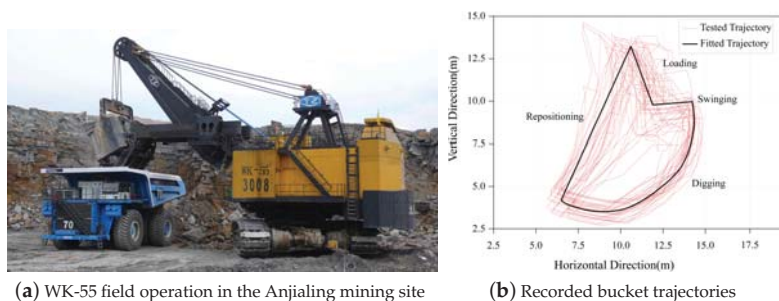 WK-55
3008
70
15.0
12.5
10.0
7.5
5.0
2.5
Vertical Direction(m)
Tested Trajectory
Fitted Trajectory
Loading
Swinging
Repositioning
Digging
2.5 5.0 7.5 10.0 12.5 15.0 17.5
Horizontal Direction(m)
(a) WK-55 field operation in the Anjialing mining site
(b) Recorded bucket trajectories